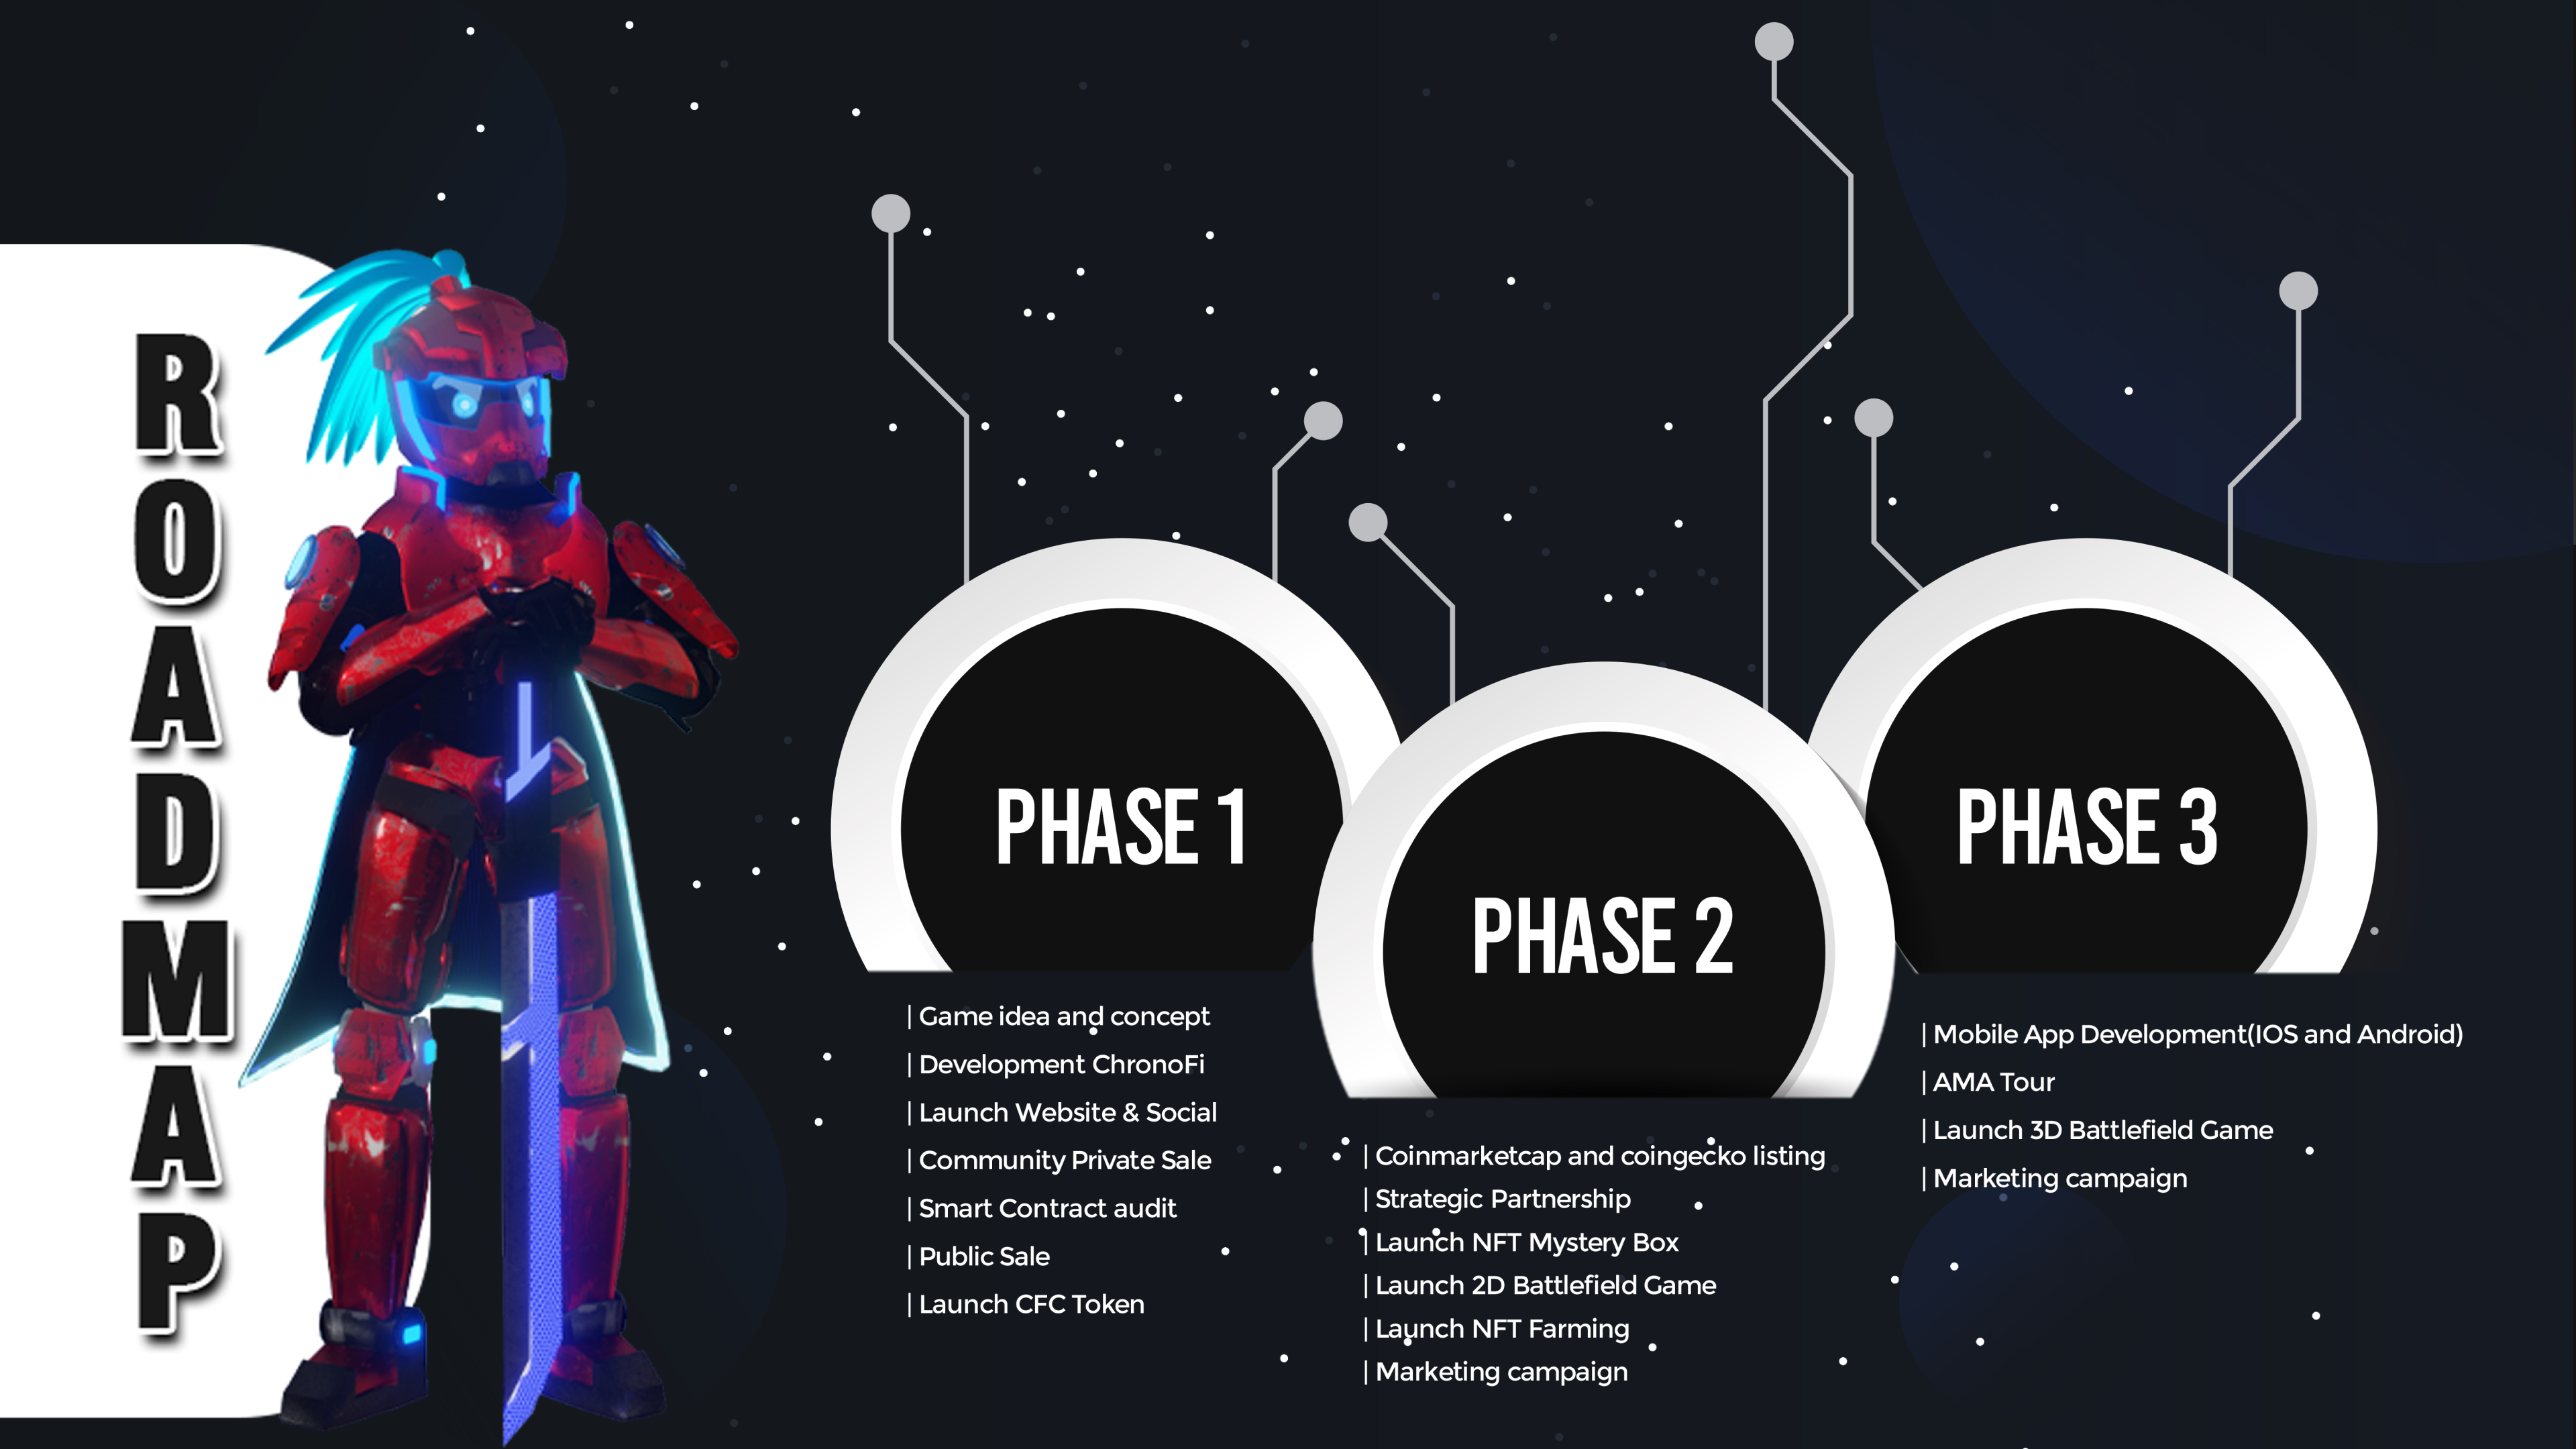 ROADMAP
PHASE 1
| Game idea and concept
| Development ChronoFi
| Launch Website & Social
| Community Private Sale
| Smart Contract audit
| Public Sale
| Launch CFC Token
PHASE 2
| Coinmarketcap and coingecko listing
| Strategic Partnership
| Launch NFT Mystery Box
| Launch 2D Battlefield Game
| Launch NFT Farming
| Marketing campaign
PHASE 3
| Mobile App Development(IOS and Android)
| AMA Tour
| Launch 3D Battlefield Game
| Marketing campaign